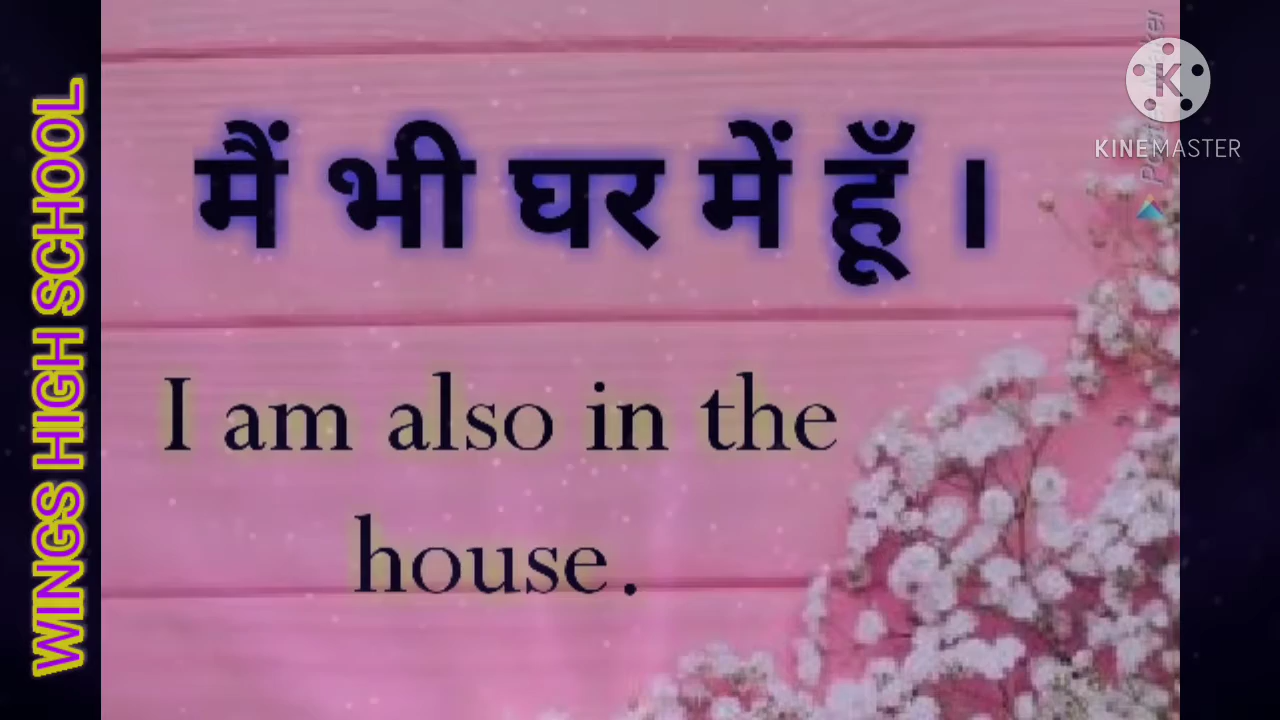 WINGS HIGH SCHOOL
मैं भी घर में हूँ ।
I am also in the
house.
K
KINEMASTER